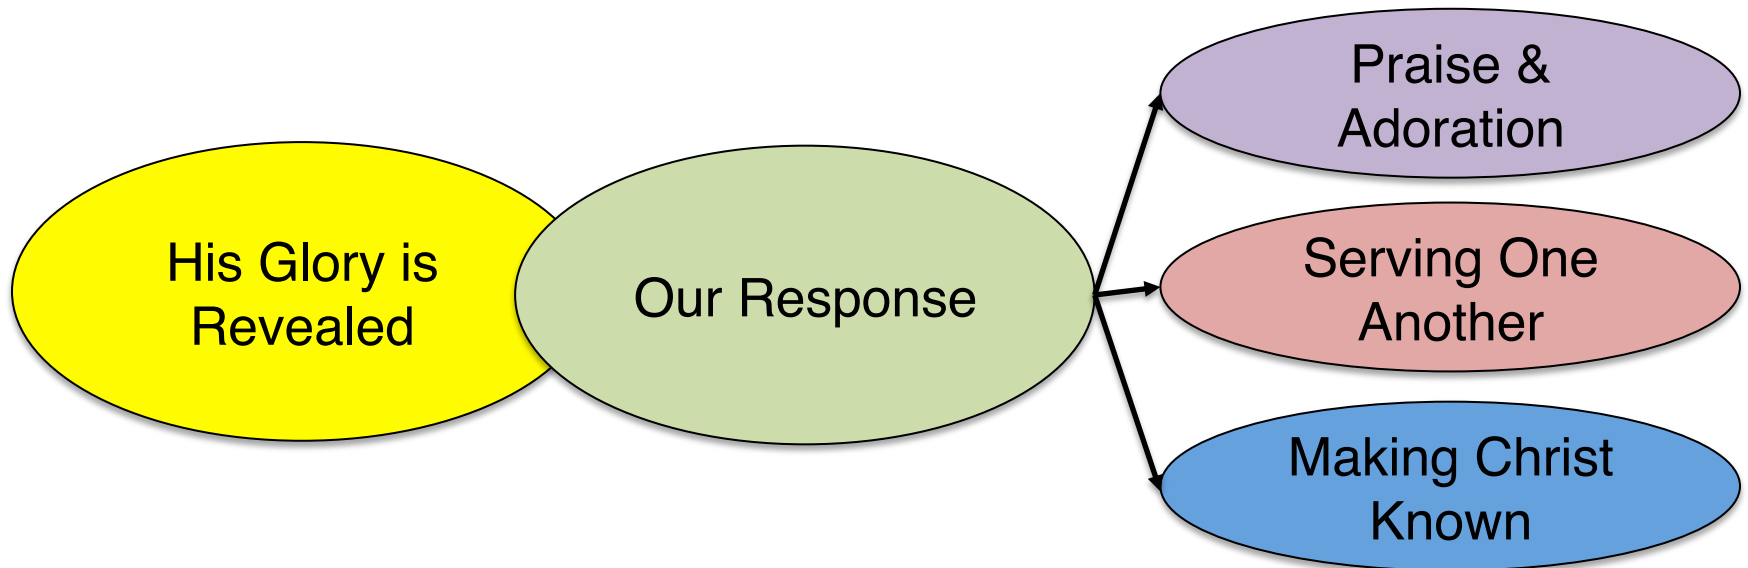 His Glory is
Revealed
Our Response
Praise &
Adoration
Serving One
Another
Making Christ
Known